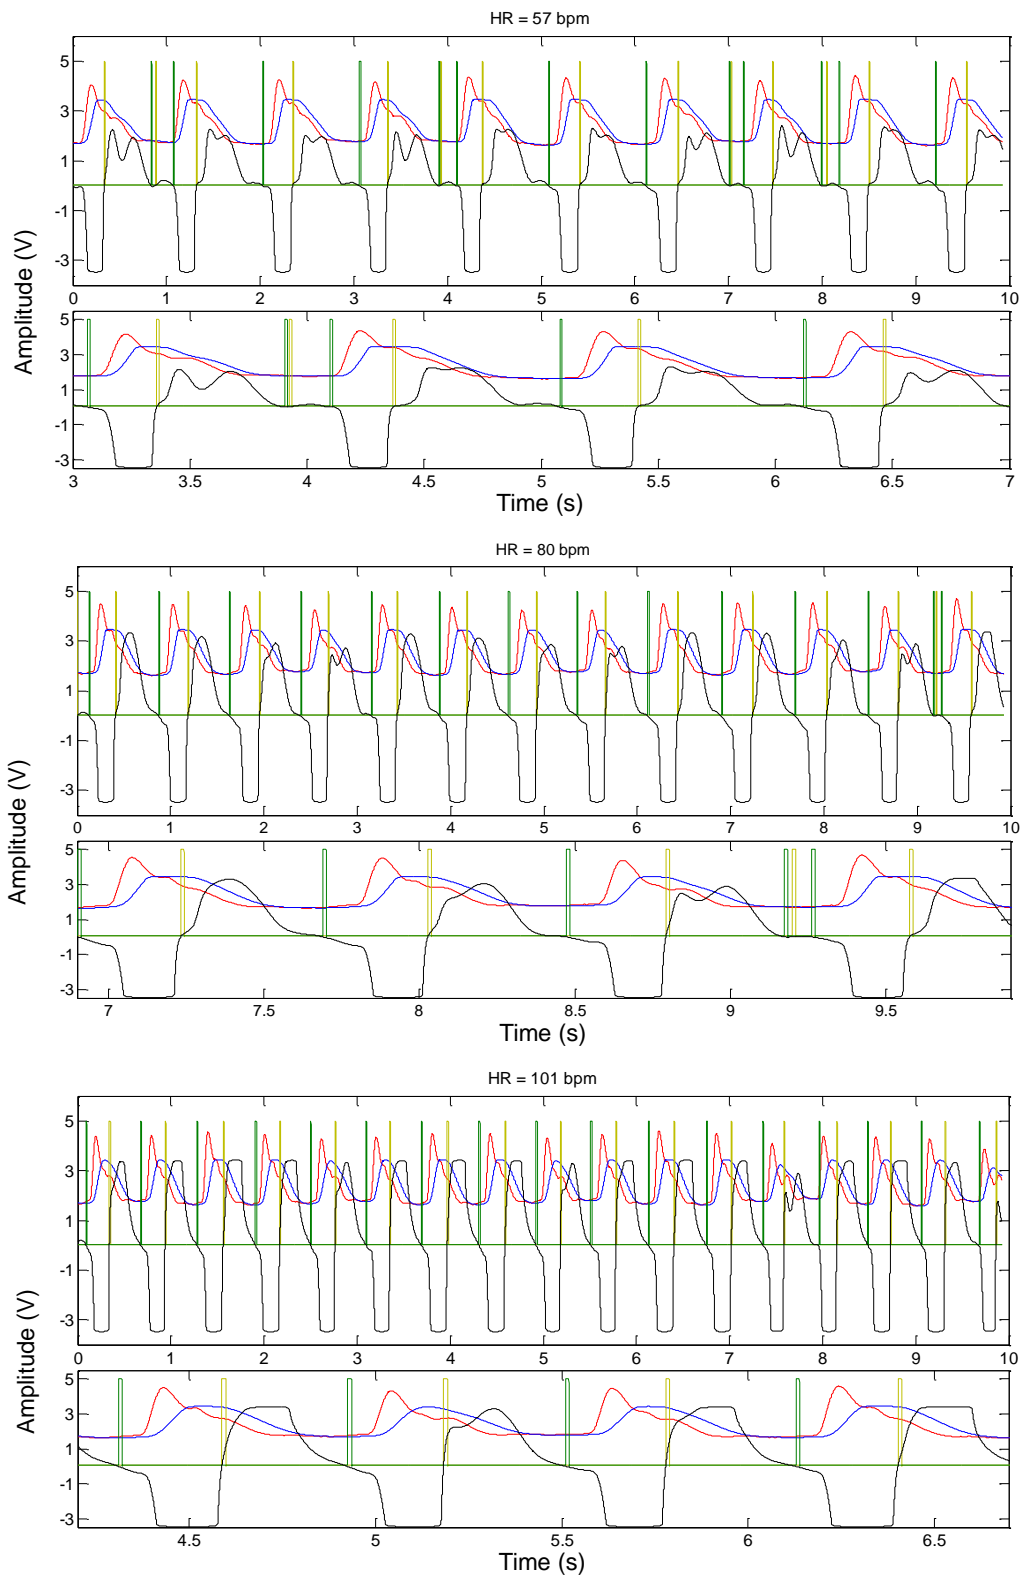 HR = 57 bpm
5
3
1
-1
-3
0 1 2 3 4 5 6 7 8 9 10
Amplitude (V)
5
3
1
-1
-3
3 3.5 4 4.5 5 5.5 6 6.5 7
Time (s)
HR = 80 bpm
5
3
1
-1
-3
0 1 2 3 4 5 6 7 8 9 10
Amplitude (V)
5
3
1
-1
-3
7 7.5 8 8.5 9 9.5
Time (s)
HR = 101 bpm
5
3
1
-1
-3
0 1 2 3 4 5 6 7 8 9 10
Amplitude (V)
5
3
1
-1
-3
4.5 5 5.5 6 6.5
Time (s)